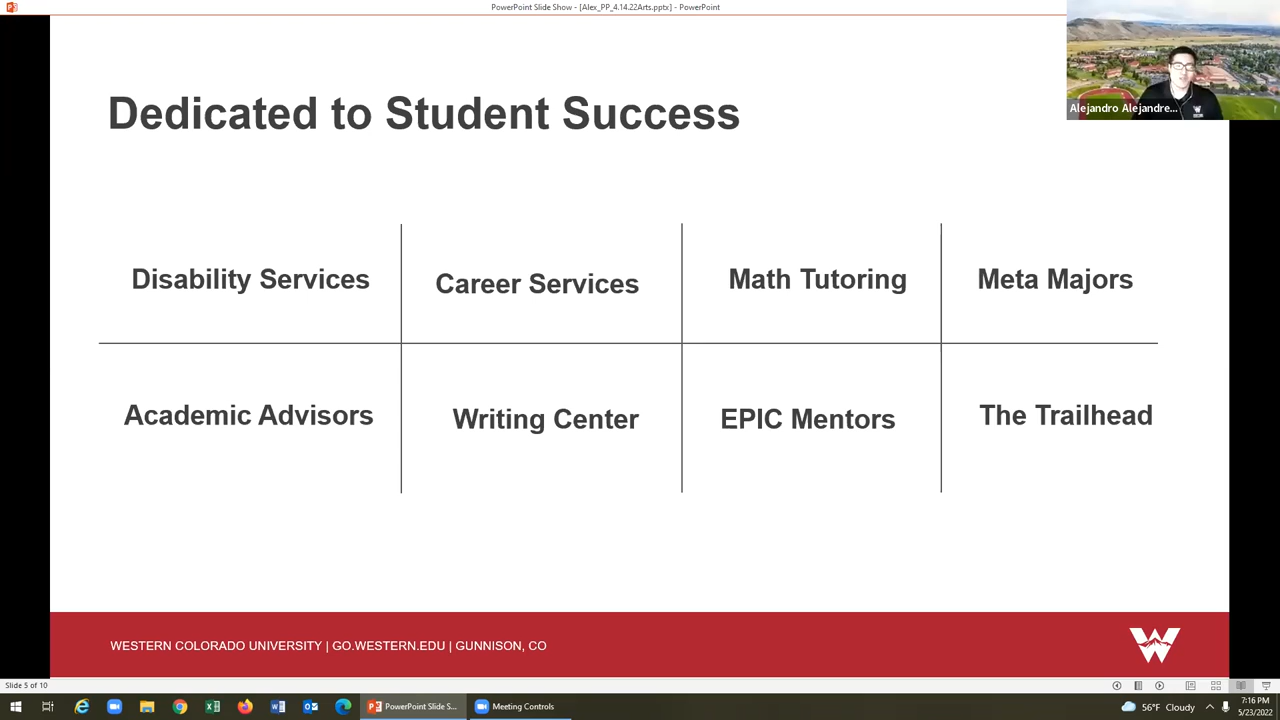 PowerPoint Slide Show - [Alex_PP_4.14.22Arts.pptx] - PowerPoint
Alejandro Alejandre...
Dedicated to Student Success
Disability Services
Career Services
Math Tutoring
Meta Majors
Academic Advisors
Writing Center
EPIC Mentors
The Trailhead
WESTERN COLORADO UNIVERSITY | GO.WESTERN.EDU | GUNNISON, CO
Slide 5 of 10
PowerPoint Slide S...
Meeting Controls
56°F Cloudy
7:16 PM
5/23/2022